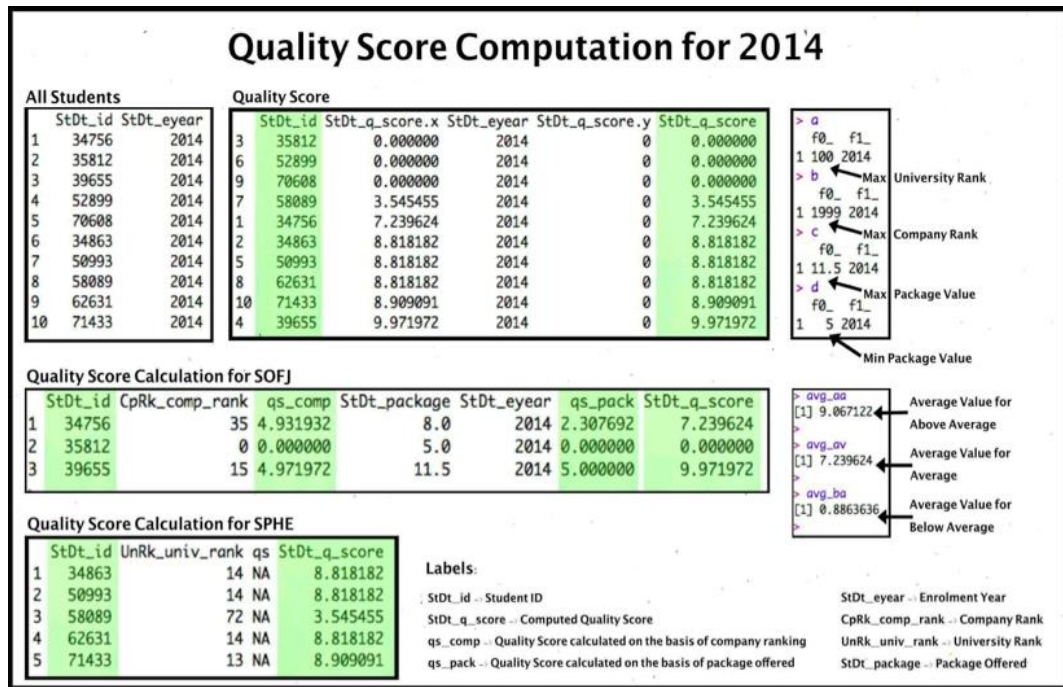 Quality Score Computation for 2014
All Students
StDt_id StDt_eyear
1 34756 2014
2 35812 2014
3 39655 2014
4 52899 2014
5 70608 2014
6 34863 2014
7 50993 2014
8 58089 2014
9 62631 2014
10 71433 2014
Quality Score
StDt_id StDt_q_score.x StDt_eyear StDt_q_score.y StDt_q_score
3 35812 0.000000 2014 0 0.000000
6 52899 0.000000 2014 0 0.000000
9 70608 0.000000 2014 0 0.000000
7 58089 3.545455 2014 0 3.545455
1 34756 7.239624 2014 0 7.239624
2 34863 8.818182 2014 0 8.818182
5 50993 8.818182 2014 0 8.818182
8 62631 8.818182 2014 0 8.818182
10 71433 8.909091 2014 0 8.909091
4 39655 9.971972 2014 0 9.971972
> a
f0_ f1_
1 100 2014
Max University Rank
> b
f0_ f1_
1 1999 2014
Max Company Rank
> c
f0_ f1_
1 11.5 2014
Max Package Value
> d
f0_ f1_
1 5 2014
Min Package Value
Quality Score Calculation for SOFJ
StDt_id CpRk_comp_rank qs_comp StDt_package StDt_eyear qs_pack StDt_q_score
1 34756 35 4.931932 8.0 2014 2.307692 7.239624
2 35812 0 0.000000 5.0 2014 0.000000 0.000000
3 39655 15 4.971972 11.5 2014 5.000000 9.971972
> avg_aa
[1] 9.067122
>
Average Value for
Above Average
> avg_av
[1] 7.239624
>
Average Value for
Average
> avg_ba
[1] 0.8863636
>
Average Value for
Below Average
Quality Score Calculation for SPHE
StDt_id UnRk_univ_rank qs StDt_q_score
1 34863 14 NA 8.818182
2 50993 14 NA 8.818182
3 58089 72 NA 3.545455
4 62631 14 NA 8.818182
5 71433 13 NA 8.909091
Labels:
StDt_id -> Student ID
StDt_q_score -> Computed Quality Score
qs_comp -> Quality Score calculated on the basis of company ranking
qs_pack -> Quality Score calculated on the basis of package offered
StDt_eyear -> Enrolment Year
CpRk_comp_rank -> Company Rank
UnRk_univ_rank -> University Rank
StDt_package -> Package Offered